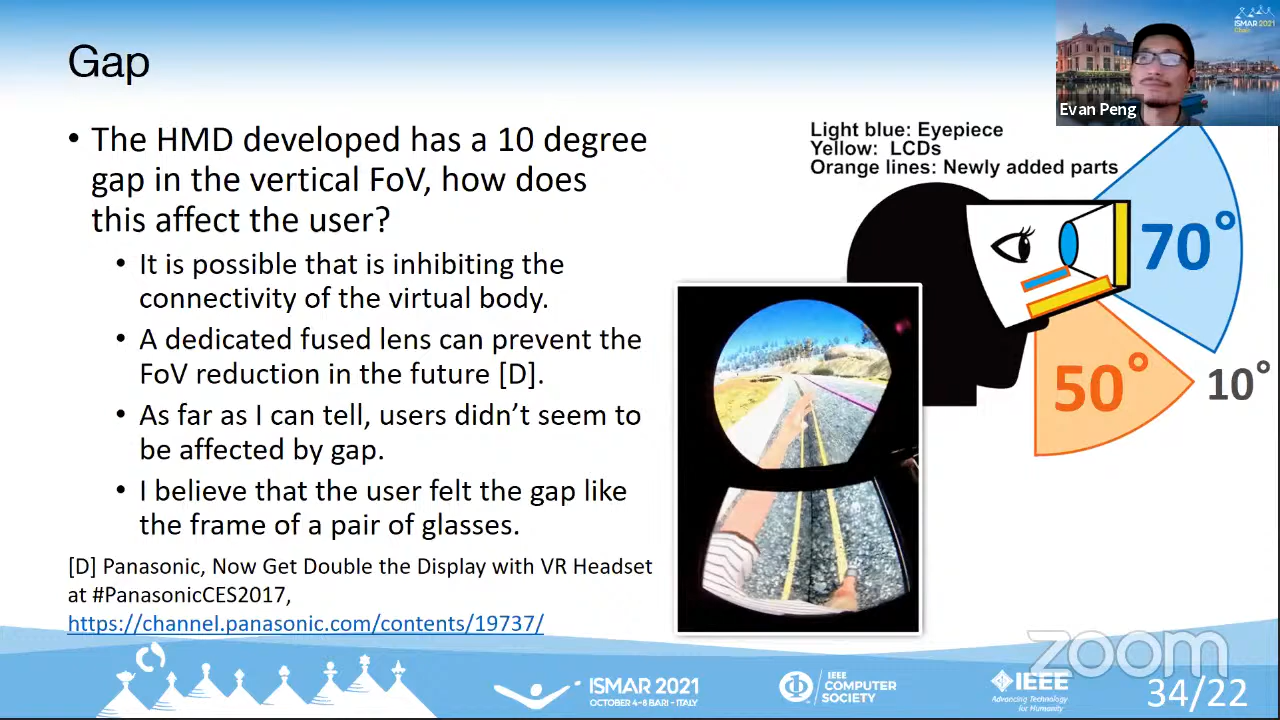 Gap
ISMAR 2021
Chair
Evan Peng
• The HMD developed has a 10 degree
gap in the vertical FoV, how does
this affect the user?
• It is possible that is inhibiting the
connectivity of the virtual body.
• A dedicated fused lens can prevent the
FoV reduction in the future [D].
• As far as I can tell, users didn’t seem to
be affected by gap.
• I believe that the user felt the gap like
the frame of a pair of glasses.
[D] Panasonic, Now Get Double the Display with VR Headset
at #PanasonicCES2017,
https://channel.panasonic.com/contents/19737/
Light blue: Eyepiece
Yellow: LCDs
Orange lines: Newly added parts
70°
50°
10°
zoom
ISMAR 2021
OCTOBER 4-8 BARI - ITALY
IEEE
COMPUTER
SOCIETY
IEEE
Advancing Technology
for Humanity
34/22